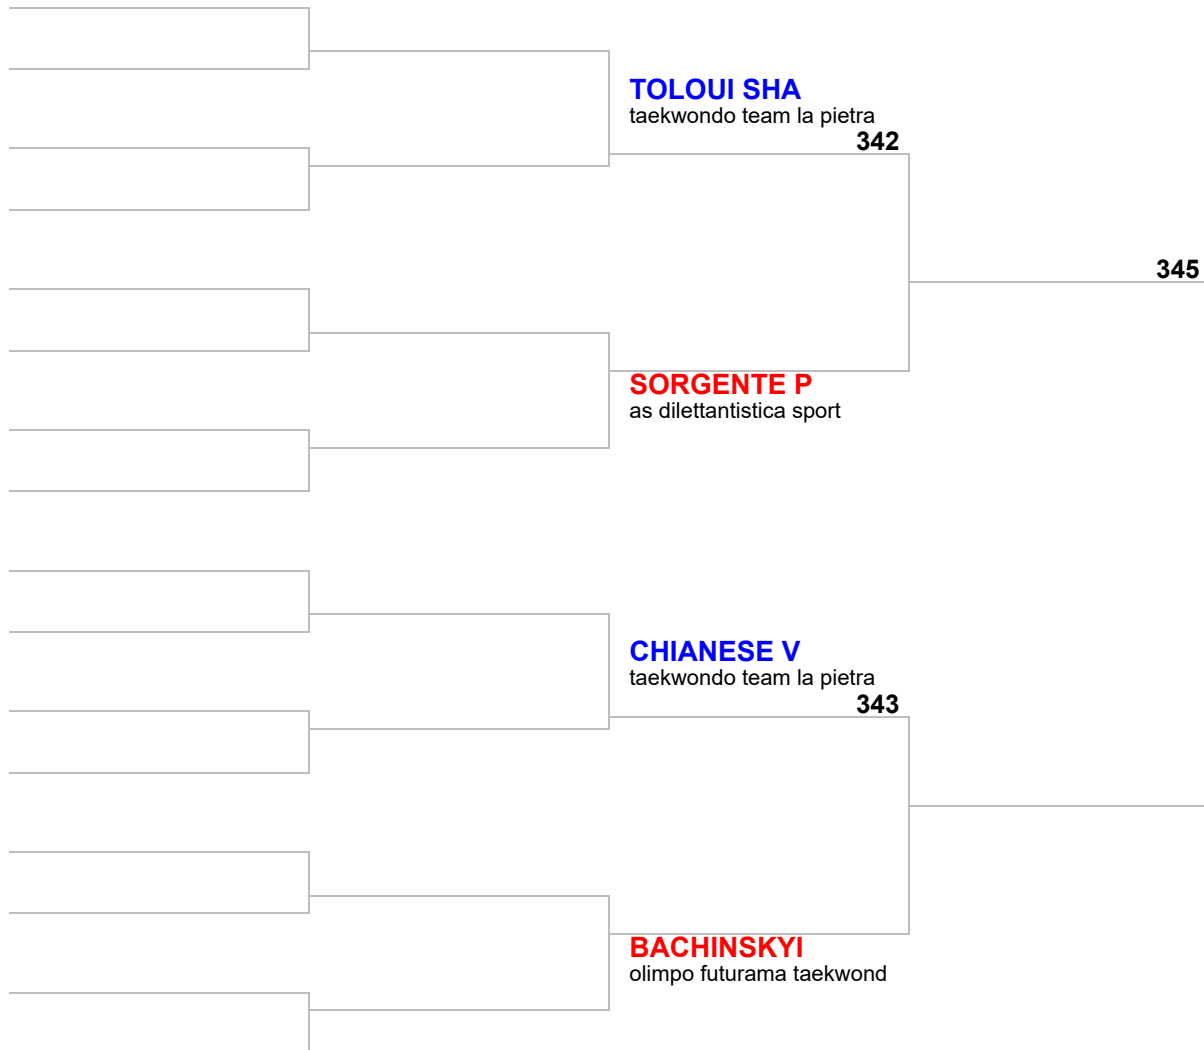 TOLOUI SHA
taekwondo team la pietra
342
345
SORGENTE P
as dilettantistica sport
CHIANESE V
taekwondo team la pietra
343
BACHINSKYI
olimpo futurama taekwond